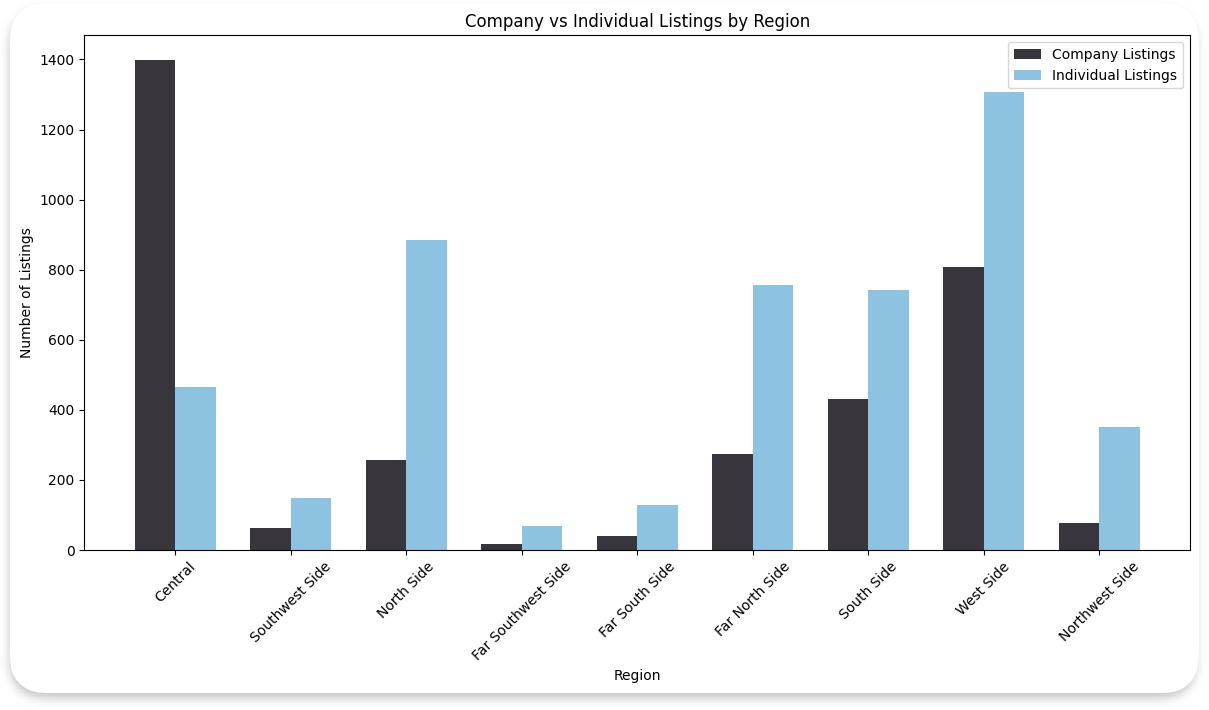 Company vs Individual Listings by Region
Company Listings
Individual Listings
Number of Listings
1400
1200
1000
800
600
400
200
0
Central
Southwest Side
North Side
Far Southwest Side
Far South Side
Far North Side
South Side
West Side
Northwest Side
Region